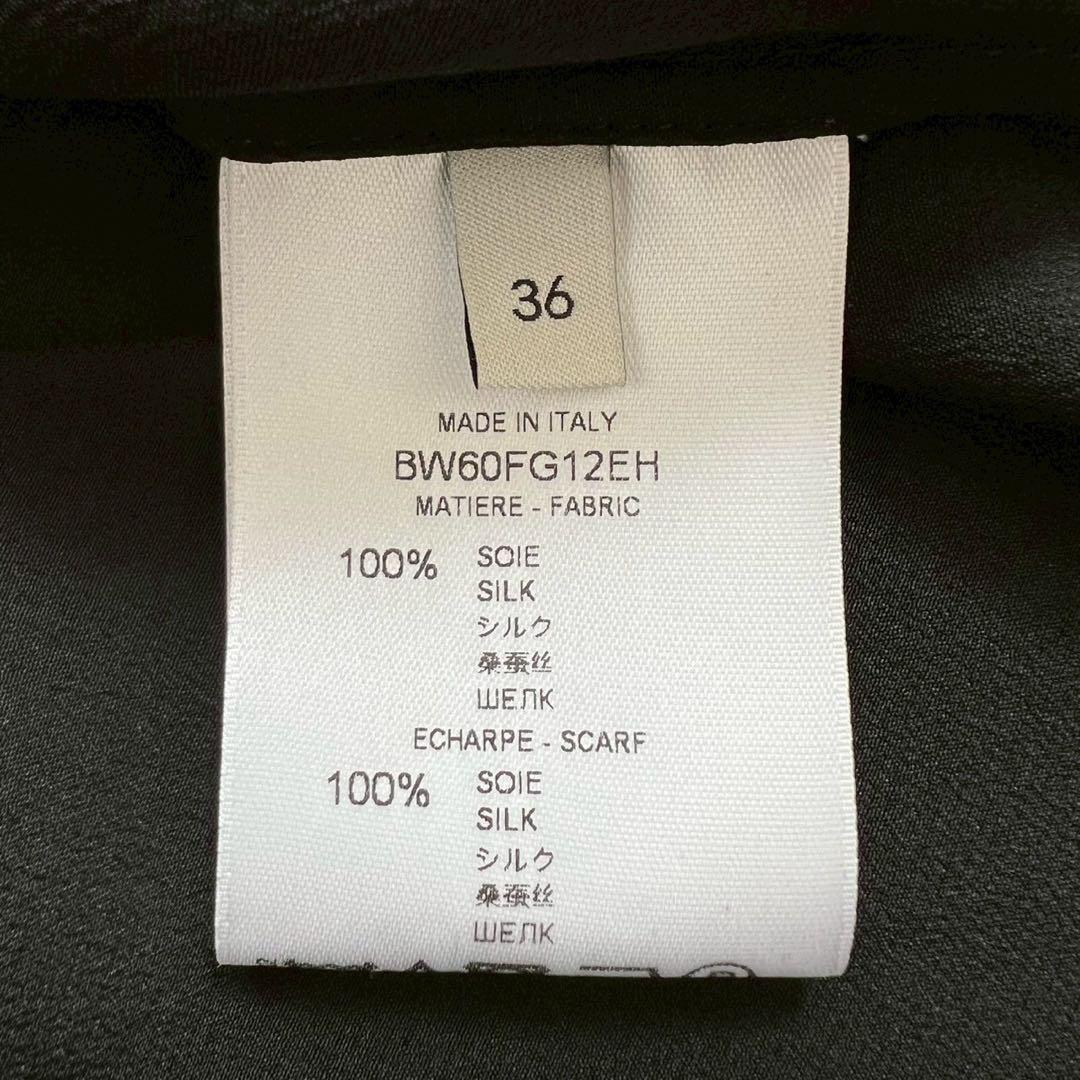 36
MADE IN ITALY
BW60FG12EH
MATIERE - FABRIC
100% SOIE
SILK
シルク
桑蚕丝
ШЕЛК
ECHARPE - SCARF
100% SOIE
SILK
シルク
桑蚕丝
ШЕЛК